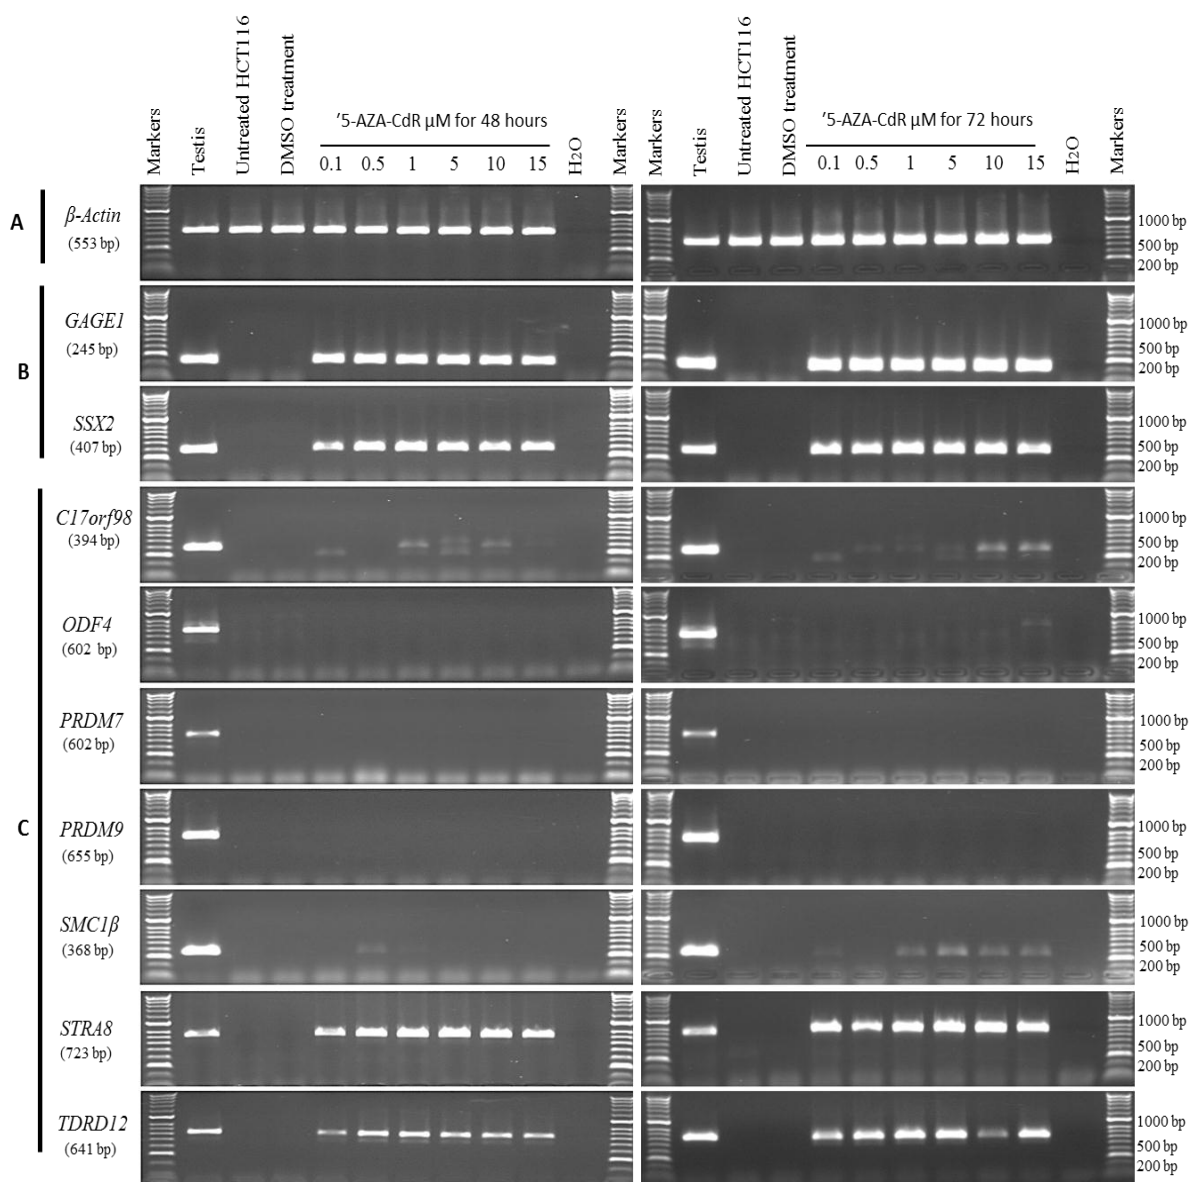 Markers
Testis
Untreated HCT116
DMSO treatment
'5-AZA-CdR µM for 48 hours
0.1 0.5 1 5 10 15
H2O
Markers
Markers
Testis
Untreated HCT116
DMSO treatment
'5-AZA-CdR µM for 72 hours
0.1 0.5 1 5 10 15
H2O
Markers
A
β-Actin
(553 bp)
1000 bp
500 bp
200 bp
B
GAGE1
(245 bp)
1000 bp
500 bp
200 bp
SSX2
(407 bp)
1000 bp
500 bp
200 bp
C
C17orf98
(394 bp)
1000 bp
500 bp
200 bp
ODF4
(602 bp)
1000 bp
500 bp
200 bp
PRDM7
(602 bp)
1000 bp
500 bp
200 bp
PRDM9
(655 bp)
1000 bp
500 bp
200 bp
SMC1β
(368 bp)
1000 bp
500 bp
200 bp
STRA8
(723 bp)
1000 bp
500 bp
200 bp
TDRD12
(641 bp)
1000 bp
500 bp
200 bp